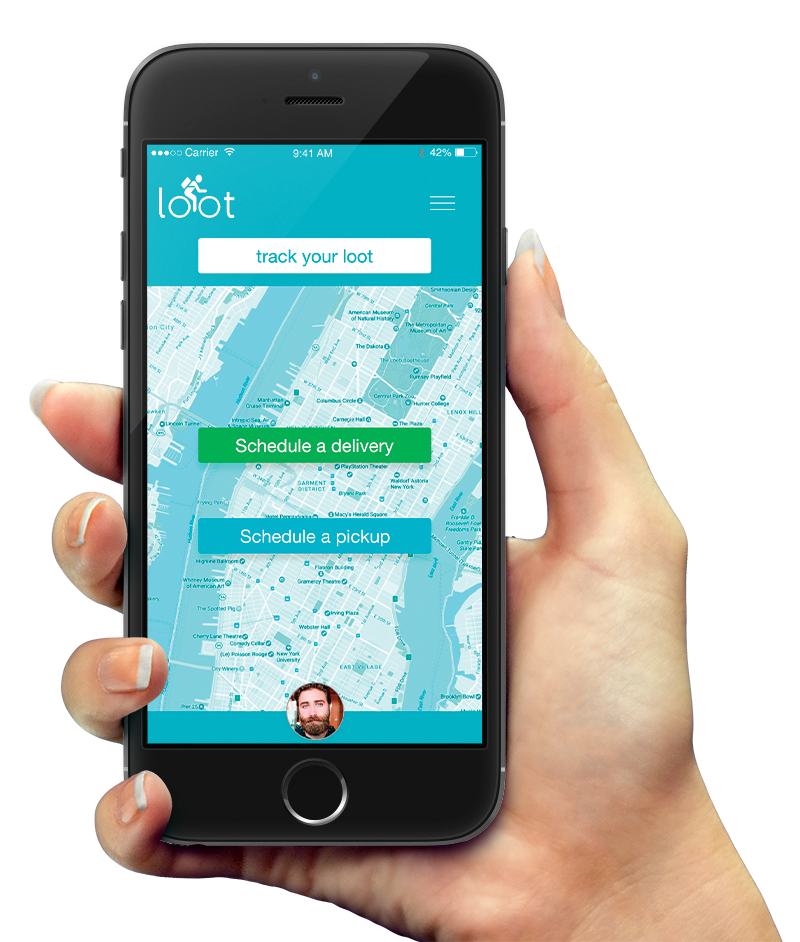 Carrier 9:41 AM 42%
loot
track your loot
Smithsonian Design
American Museum
of Natural History
Central Park
The Metropolitan
Museum of Art
The Dakota
The Loeb Boathouse
Rumsey Playfield
Central Park Zoo
Manhattan
Cruise Terminal
Columbus Circle
Hunter College
LENOX HILL
Intrepid Sea, Air
& Space Museum
Carnegie Hall
The Plaza
Lincoln Tunnel
Schedule a delivery
PlayStation Theater
GARMENT
DISTRICT
Waldorf Astoria
New York
Bryant Park
Macy's Herald Square
Schedule a pickup
Highline Ballroom
Flatiron Building
Whitney Museum
of American Art
Gramercy Theatre
The Spotted Pig
Irving Plaza
Webster Hall
Cherry Lane Theatre
Comedy Cellar
(Le) Poisson Rouge
New York
University
City Winery
EAST VILLAGE
Pier 25
Brooklyn Bowl